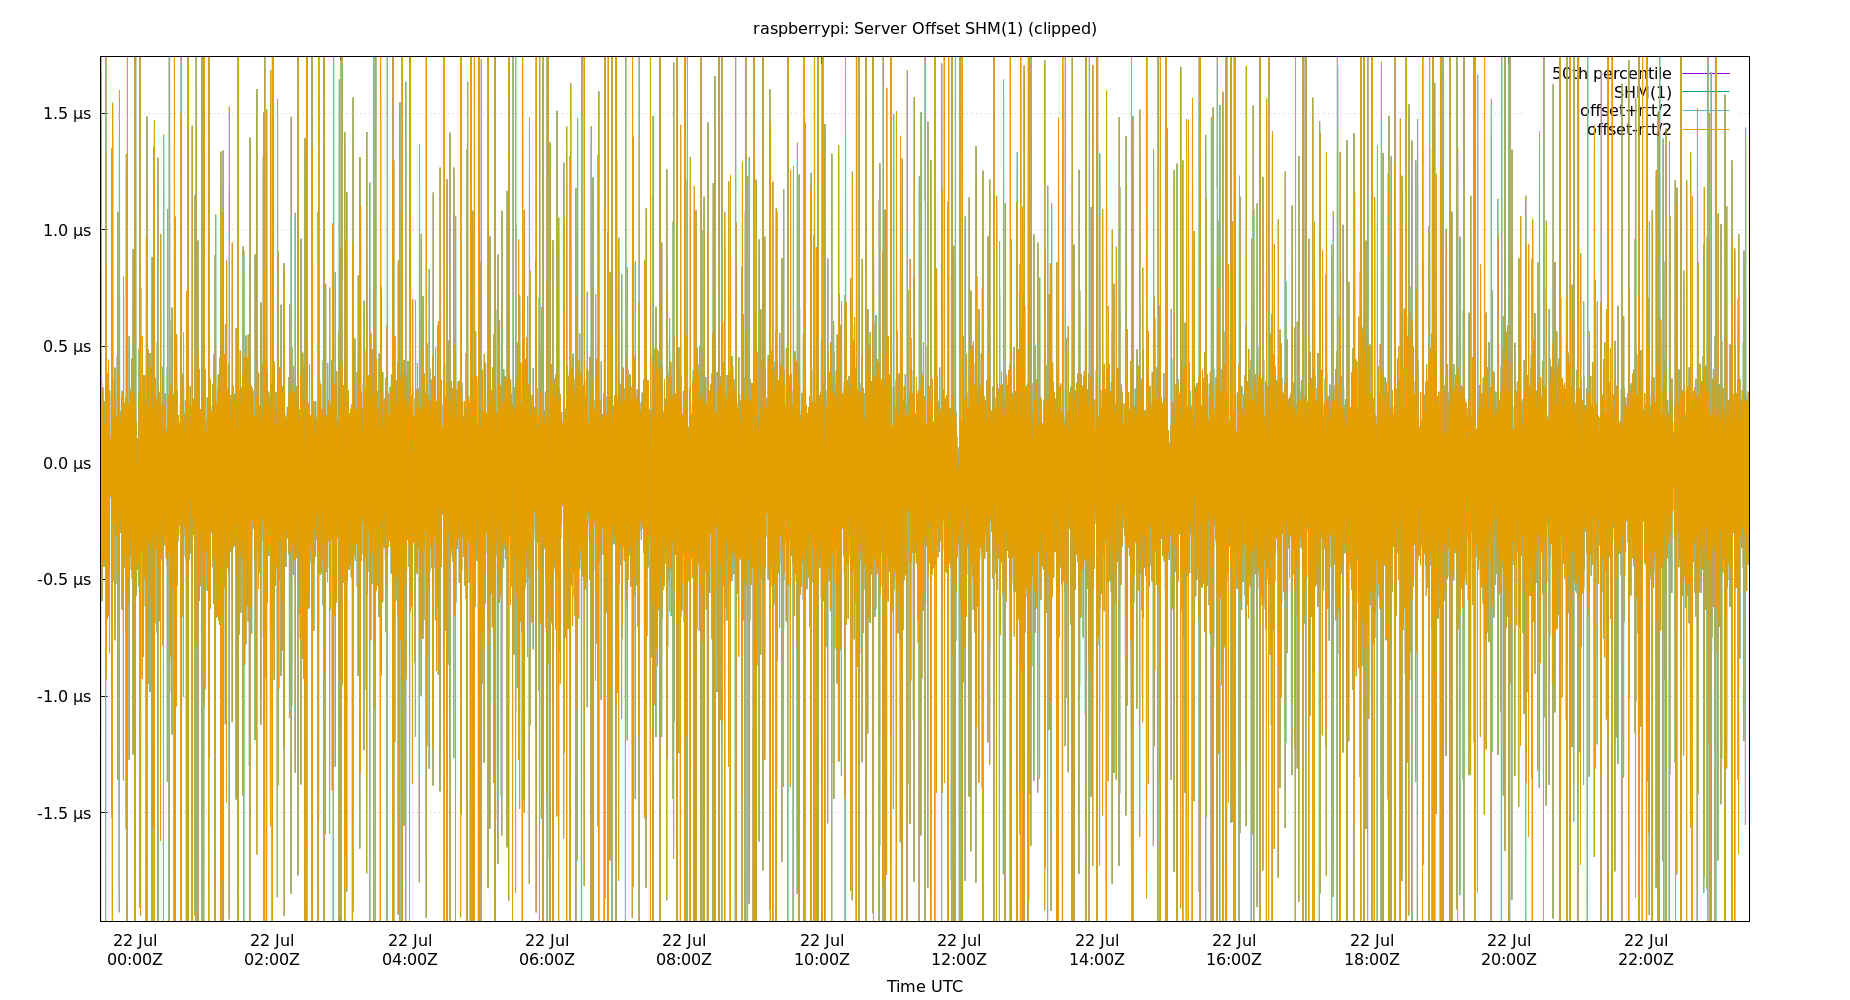 raspberrypi: Server Offset SHM(1) (clipped)
50th percentile
SHM(1)
offset+rtt/2
offset-rtt/2
1.5 µs
1.0 µs
0.5 µs
0.0 µs
-0.5 µs
-1.0 µs
-1.5 µs
22 Jul 22 Jul 22 Jul 22 Jul 22 Jul 22 Jul 22 Jul 22 Jul 22 Jul 22 Jul 22 Jul 22 Jul
00:00Z 02:00Z 04:00Z 06:00Z 08:00Z 10:00Z 12:00Z 14:00Z 16:00Z 18:00Z 20:00Z 22:00Z
Time UTC